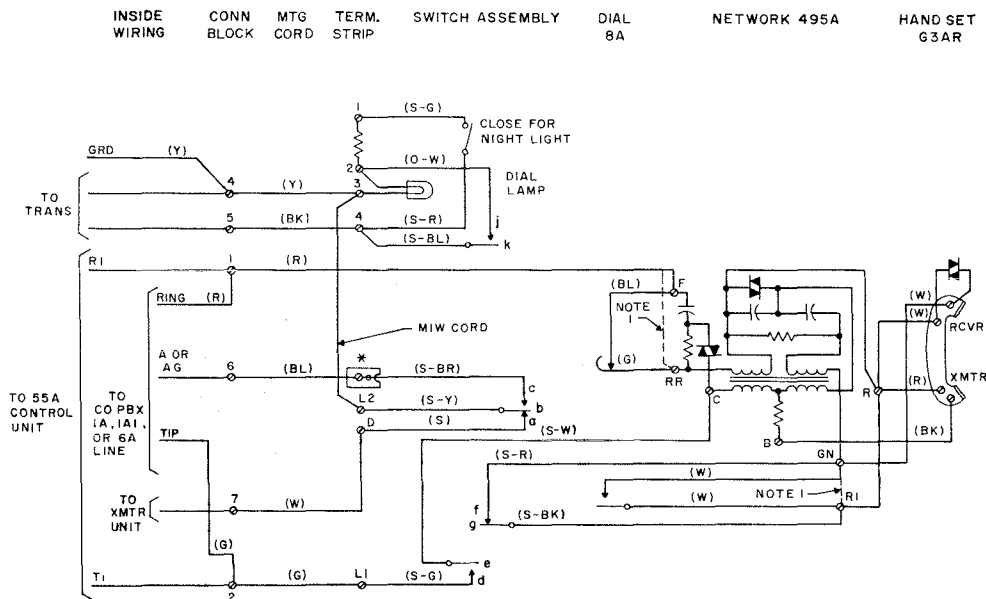 INSIDE WIRING
CONN BLOCK
MTG CORD
TERM. STRIP
SWITCH ASSEMBLY
DIAL 8A
NETWORK 495A
HAND SET G3AR
1
(S-G)
CLOSE FOR NIGHT LIGHT
GRD
(Y)
2
(O-W)
DIAL LAMP
4
(Y)
3
TO TRANS
5
(BK)
4
(S-R)
j
(S-BL)
k
R1
1
(R)
(BL)
F
RING
(R)
NOTE 1
(W)
(W)
RCVR
MIW CORD
*
A OR AG
6
(BL)
(S-BR)
(G)
RR
XMTR
c
C
R
(R)
TO 55A CONTROL UNIT
TO CO PBX 1A, 1A1, OR 6A LINE
L2
(S-Y)
b
a
D
(S)
(S-W)
TIP
B
(BK)
(S-R)
GN
(W)
TO XMTR UNIT
7
(W)
f
(W)
NOTE 1
R1
g
(S-BK)
(G)
e
T1
2
(G)
L1
(S-G)
d